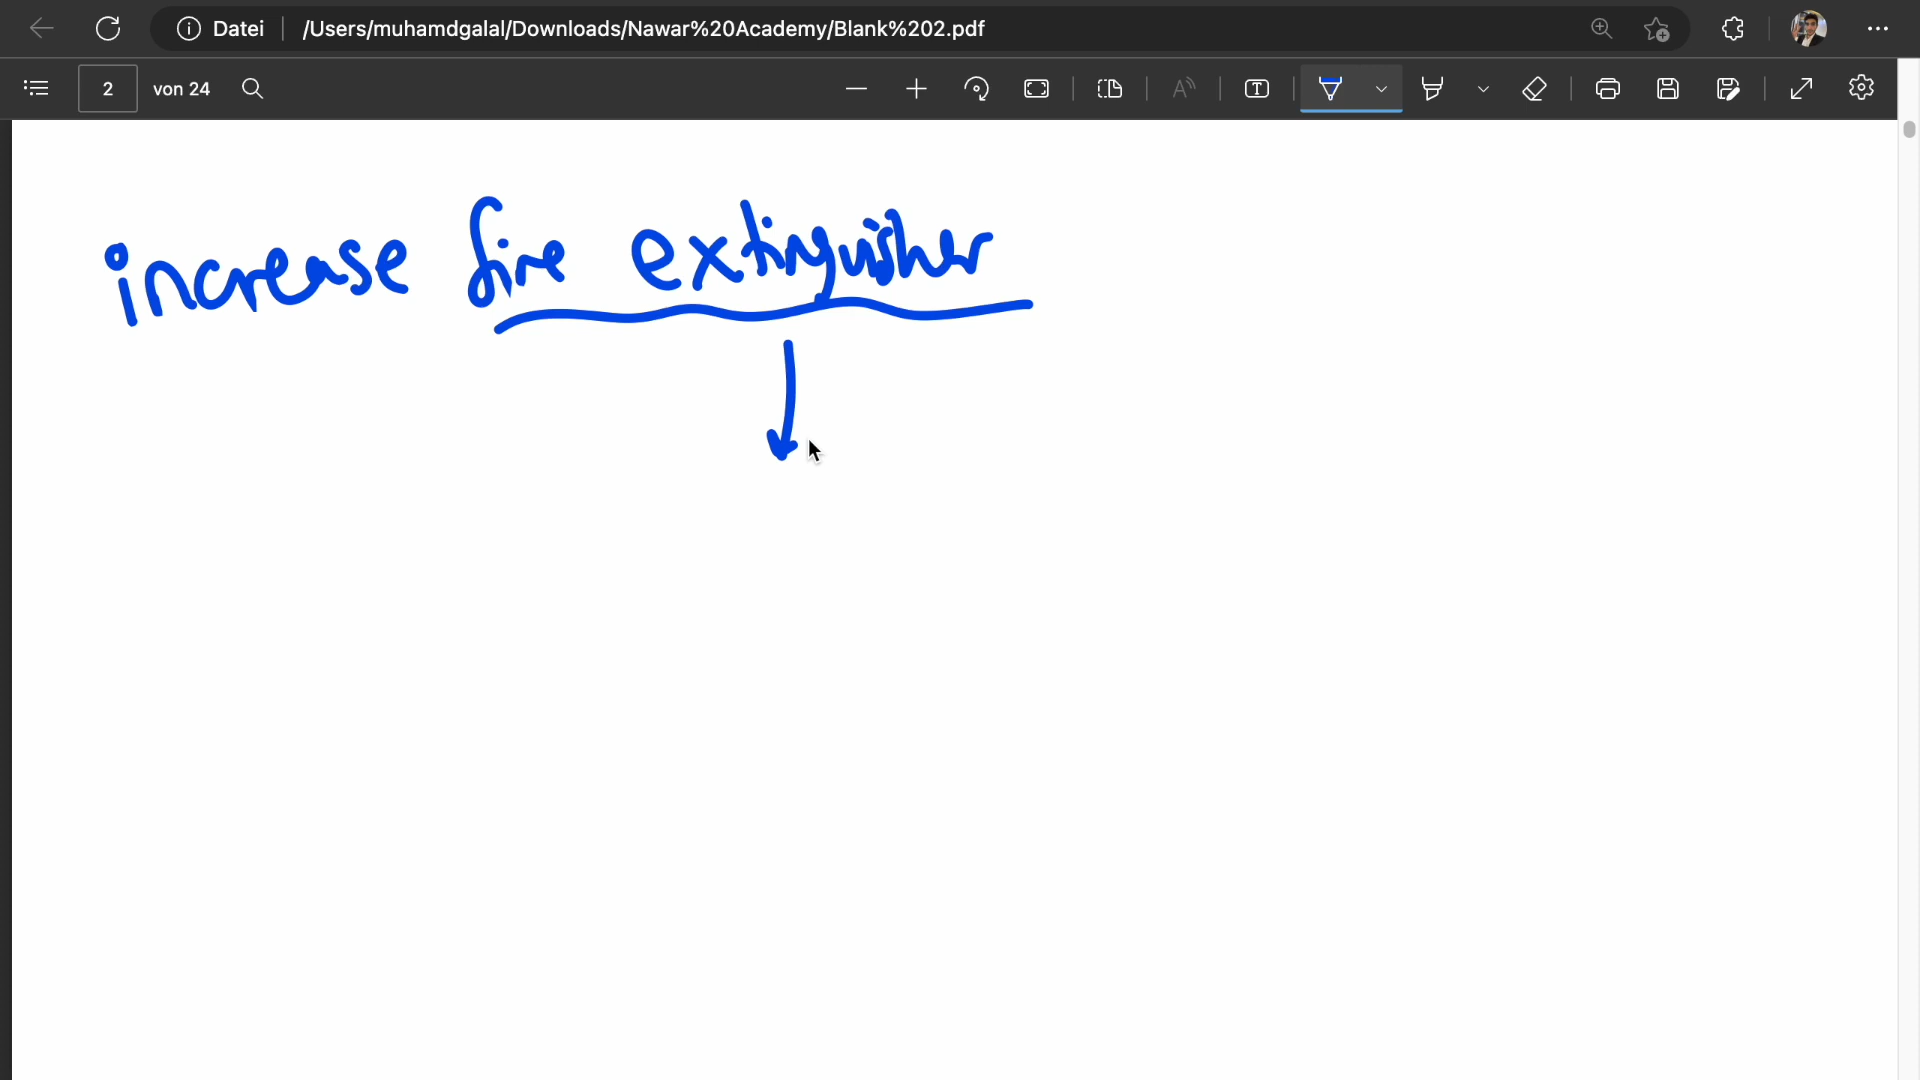 Datei /Users/muhamdgalal/Downloads/Nawar%20Academy/Blank%202.pdf
2 von 24
increase fire extinguisher